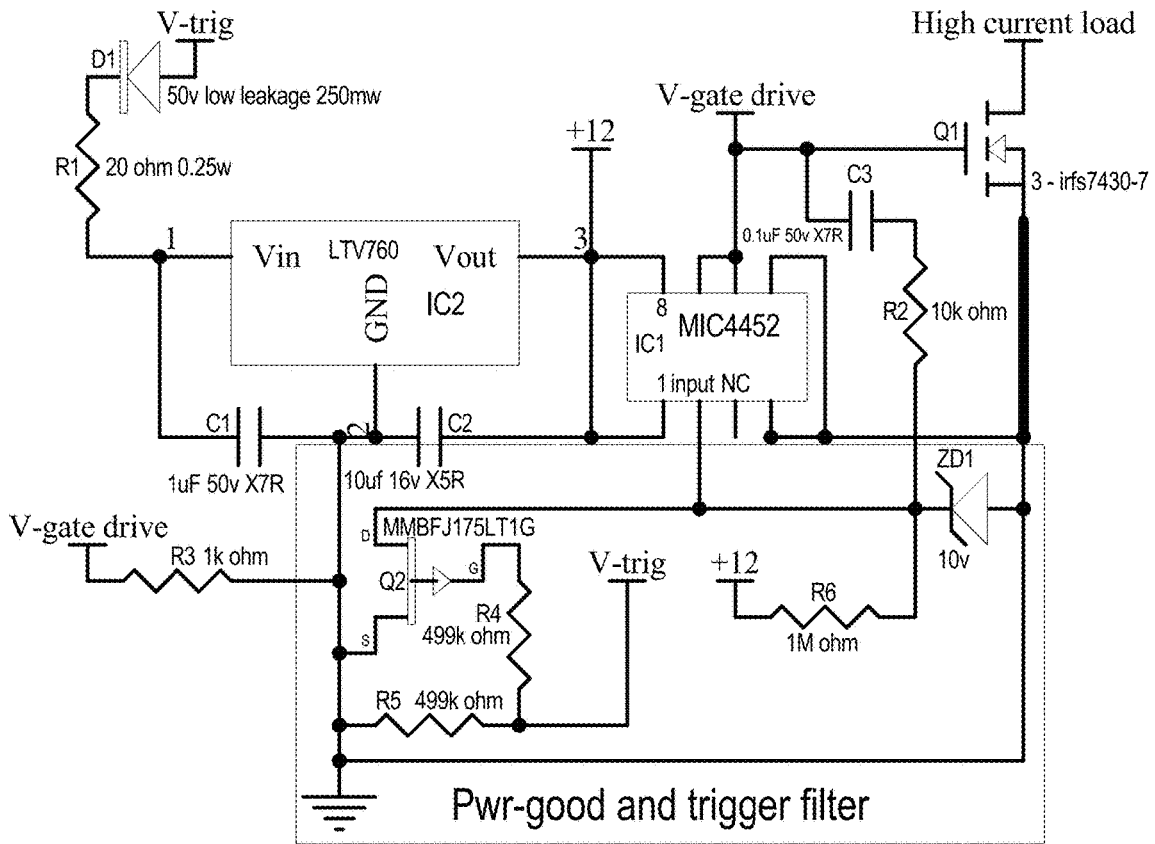 V-trig
High current load
D1
50v low leakage 250mw
V-gate drive
+12
Q1
R1 20 ohm 0.25w
C3
3 - irfs7430-7
1
Vin
LTV760
Vout
3
0.1uF 50v X7R
GND
IC2
8
MIC4452
IC1
R2
10k ohm
1 input NC
C1
2
C2
1uF 50v X7R
10uf 16v X5R
ZD1
V-gate drive
D
MMBFJ175LT1G
10v
R3 1k ohm
Q2
G
V-trig
+12
R4
R6
S
499k ohm
1M ohm
R5 499k ohm
Pwr-good and trigger filter